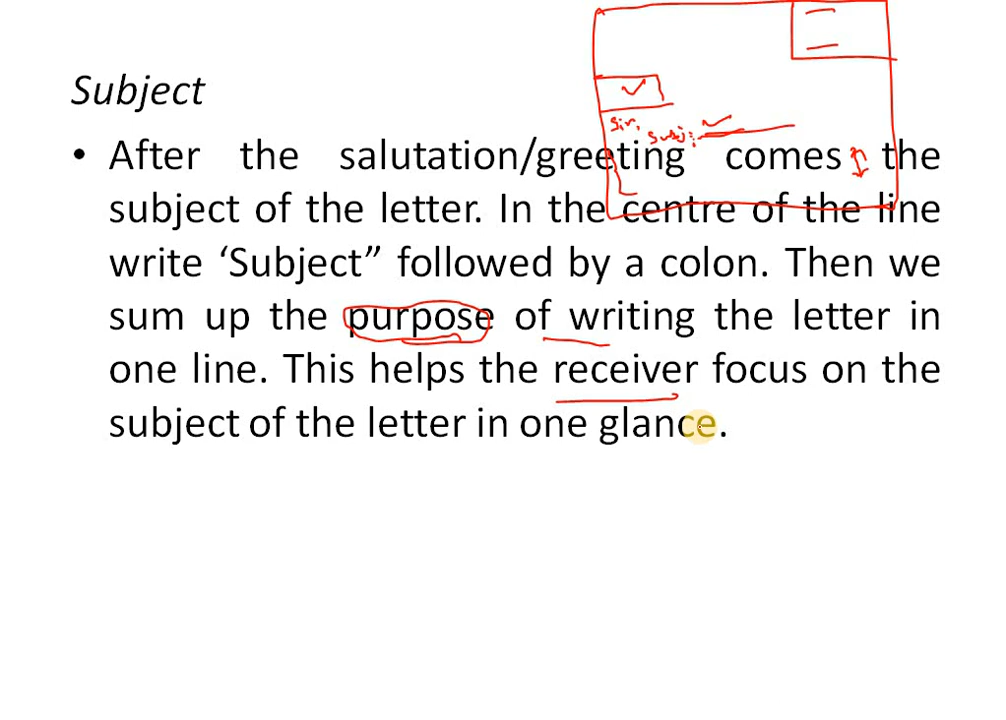 Subject
Sir,
Subj:
• After the salutation/greeting comes the
subject of the letter. In the centre of the line
write ‘Subject” followed by a colon. Then we
sum up the purpose of writing the letter in
one line. This helps the receiver focus on the
subject of the letter in one glance.